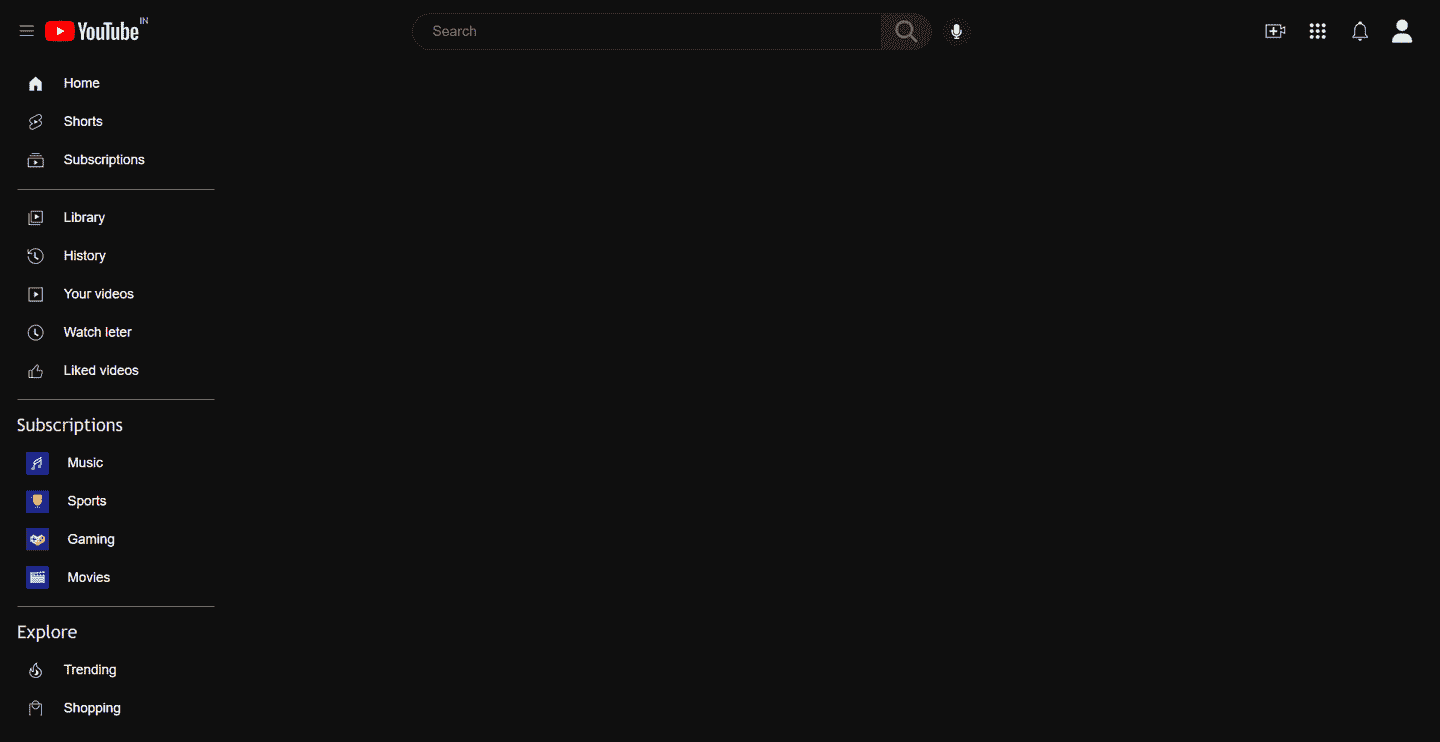 YouTube IN
Search
Home
Shorts
Subscriptions
Library
History
Your videos
Watch leter
Liked videos
Subscriptions
Music
Sports
Gaming
Movies
Explore
Trending
Shopping